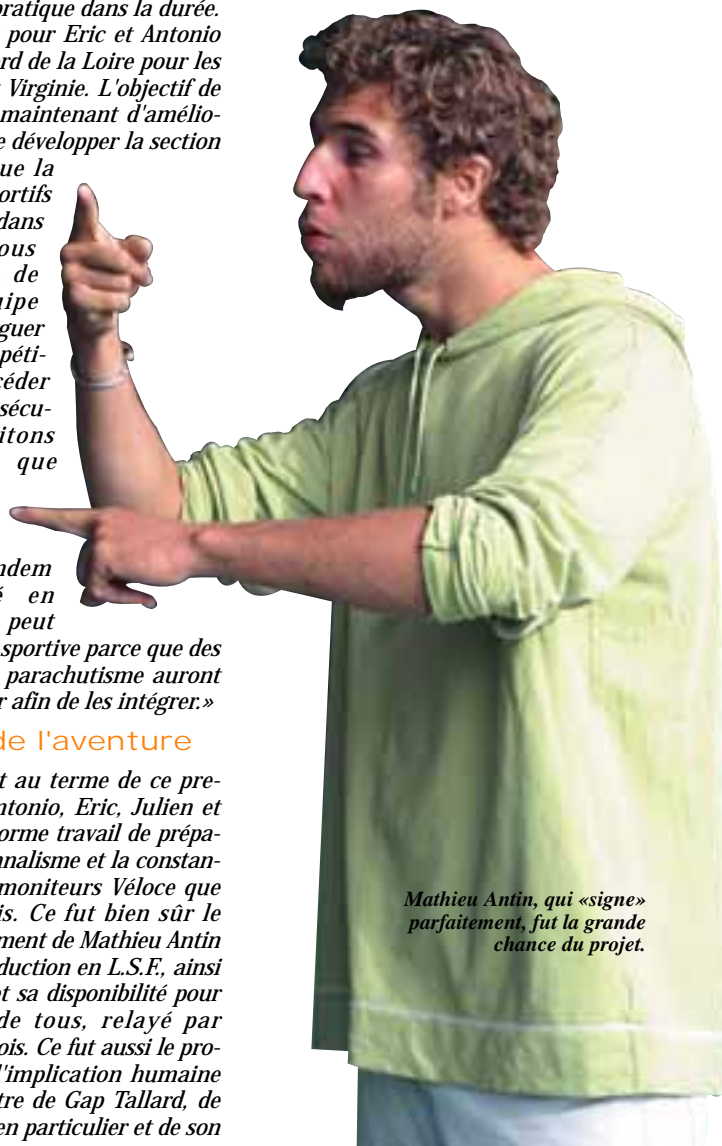 pratique dans la durée.
pour Eric et Antonio
ord de la Loire pour les
Virginie. L'objectif de
maintenant d'amélio-
e développer la section
que la
ortifs
dans
ous
de
uipe
guer
péti-
céder
sécu-
itons
que
ndem
é en
peut
sportive parce que des
parachutisme auront
r afin de les intégrer.»
de l'aventure
t au terme de ce pre-
ntonio, Eric, Julien et
orme travail de prépa-
nnalisme et la constan-
moniteurs Véloce que
is. Ce fut bien sûr le
ment de Mathieu Antin
duction en L.S.F., ainsi
et sa disponibilité pour
de tous, relayé par
ois. Ce fut aussi le pro-
l'implication humaine
tre de Gap Tallard, de
en particulier et de son
Mathieu Antin, qui «signe»
parfaitement, fut la grande
chance du projet.